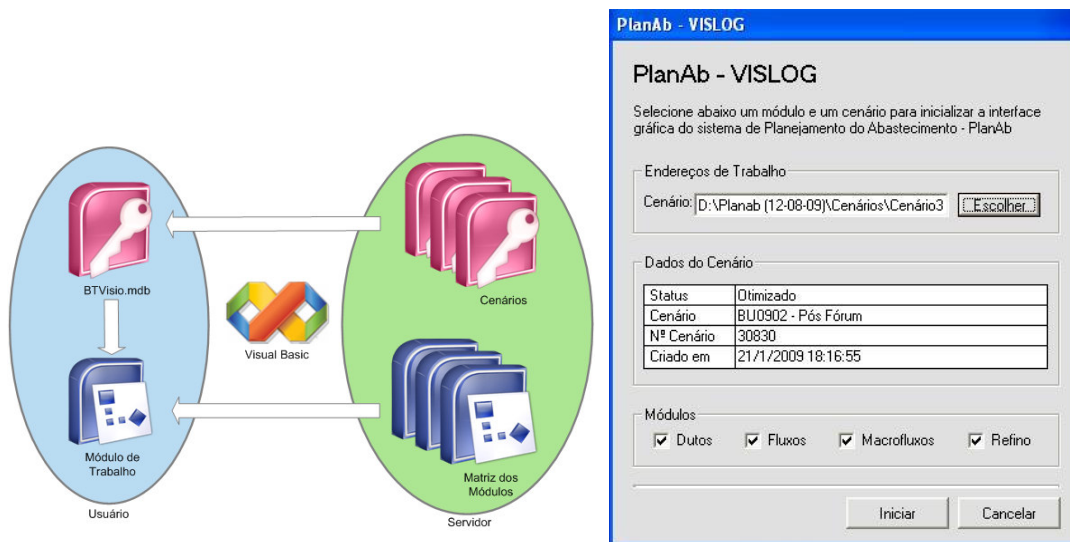 BTVisio.mdb
Cenários
Visual Basic
Módulo de
Trabalho
Matriz dos
Módulos
Usuário
Servidor
PlanAb - VISLOG
PlanAb - VISLOG
Selecione abaixo um módulo e um cenário para inicializar a interface
gráfica do sistema de Planejamento do Abastecimento - PlanAb
Endereços de Trabalho
Cenário: D:\Planab (12-08-09)\Cenários\Cenário3 Escolher
Dados do Cenário
Status Otimizado
Cenário BU0902 - Pós Fórum
Nº Cenário 30830
Criado em 21/1/2009 18:16:55
Módulos
Dutos Fluxos Macrofluxos Refino
Iniciar Cancelar